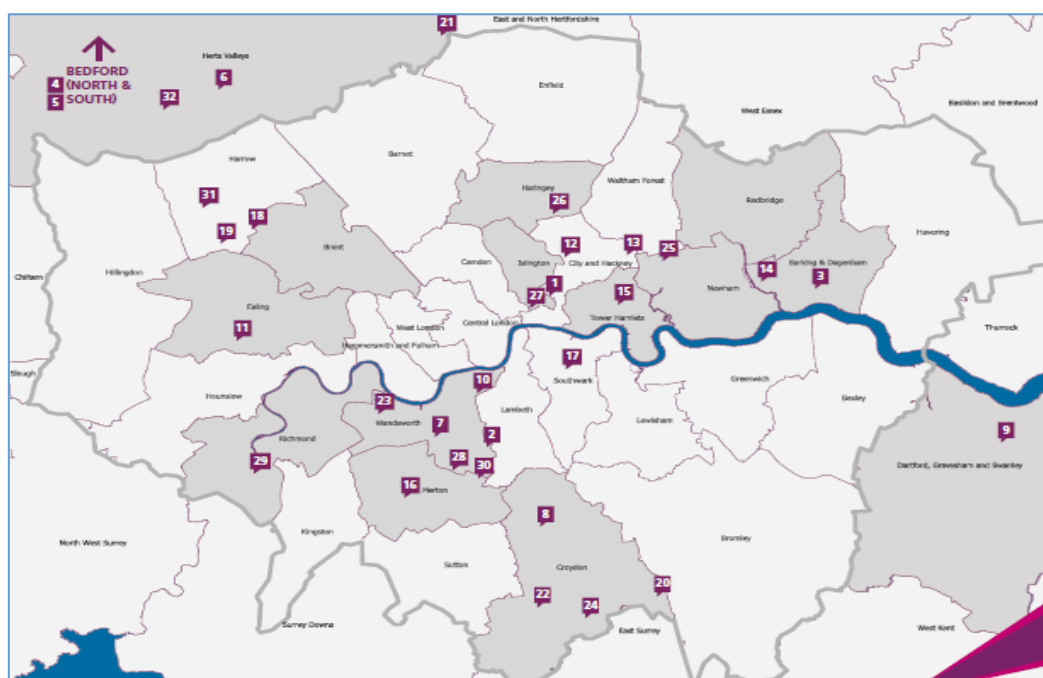 21
East and North Hertfordshire
Herts Valleys
BEDFORD
4
(NORTH &
5
SOUTH)
6
32
Enfield
West Essex
Basildon and Brentwood
Barnet
Harrow
Haringey
Waltham Forest
Redbridge
31
26
18
19
Brent
12
13
25
Havering
Hillingdon
Camden
Islington
City and Hackney
14
Barking & Dagenham
3
Chiltern
1
27
15
Newham
Ealing
11
West London
Central London
Tower Hamlets
Thurrock
Hammersmith and Fulham
Slough
17
Southwark
Greenwich
Hounslow
10
Bexley
23
Wandsworth
7
Lambeth
Lewisham
2
9
Richmond
29
28
30
Dartford, Gravesham and Swanley
16
Merton
8
Kingston
North West Surrey
Bromley
Sutton
Croydon
20
22
24
Surrey Downs
East Surrey
West Kent